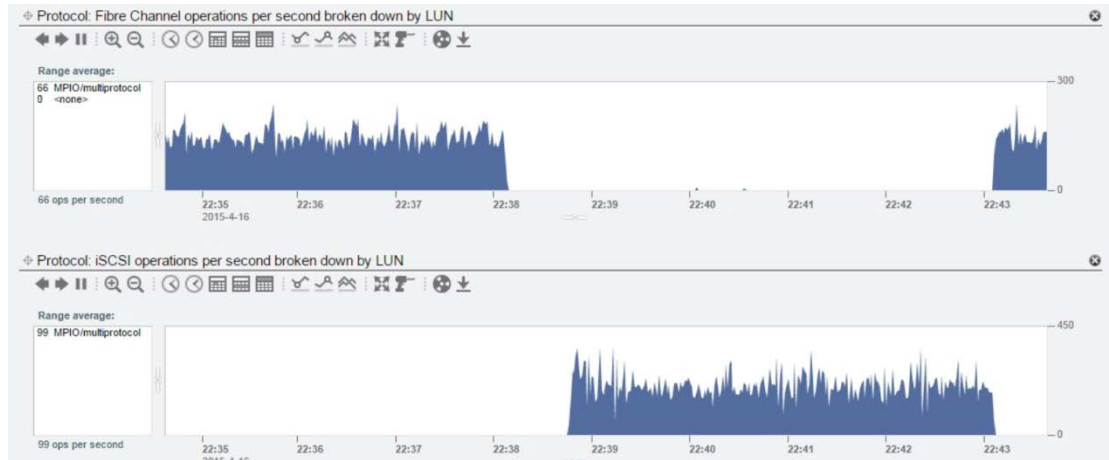 Protocol: Fibre Channel operations per second broken down by LUN
Range average:
66 MPIO/multiprotocol
0 <none>
300
0
66 ops per second
22:35 22:36 22:37 22:38 22:39 22:40 22:41 22:42 22:43
2015-4-16
Protocol: iSCSI operations per second broken down by LUN
Range average:
99 MPIO/multiprotocol
450
0
99 ops per second
22:35 22:36 22:37 22:38 22:39 22:40 22:41 22:42 22:43
2015-4-16